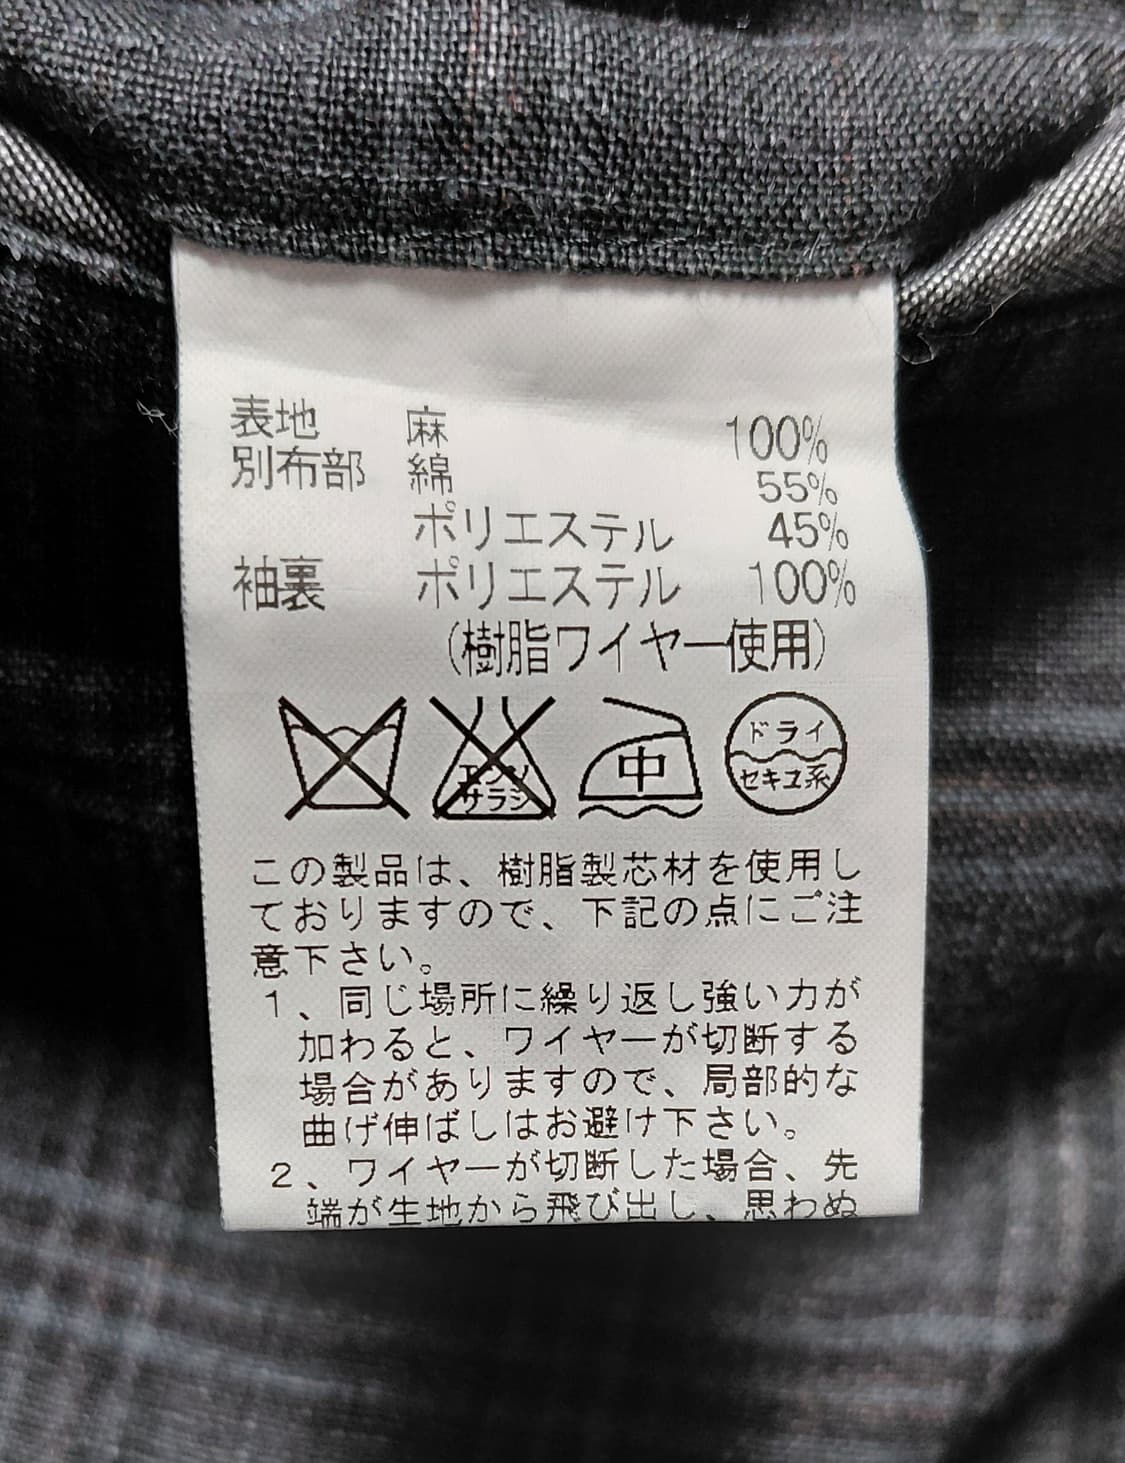 表地 麻 100%
別布部 綿 55%
ポリエステル 45%
袖裏 ポリエステル 100%
(樹脂ワイヤー使用)
エンソサラシ
中
ドライ
セキユ系
この製品は、樹脂製芯材を使用し
ておりますので、下記の点にご注
意下さい。
1、同じ場所に繰り返し強い力が
加わると、ワイヤーが切断する
場合がありますので、局部的な
曲げ伸ばしはお避け下さい。
2、ワイヤーが切断した場合、先
端が生地から飛び出し、思わぬ